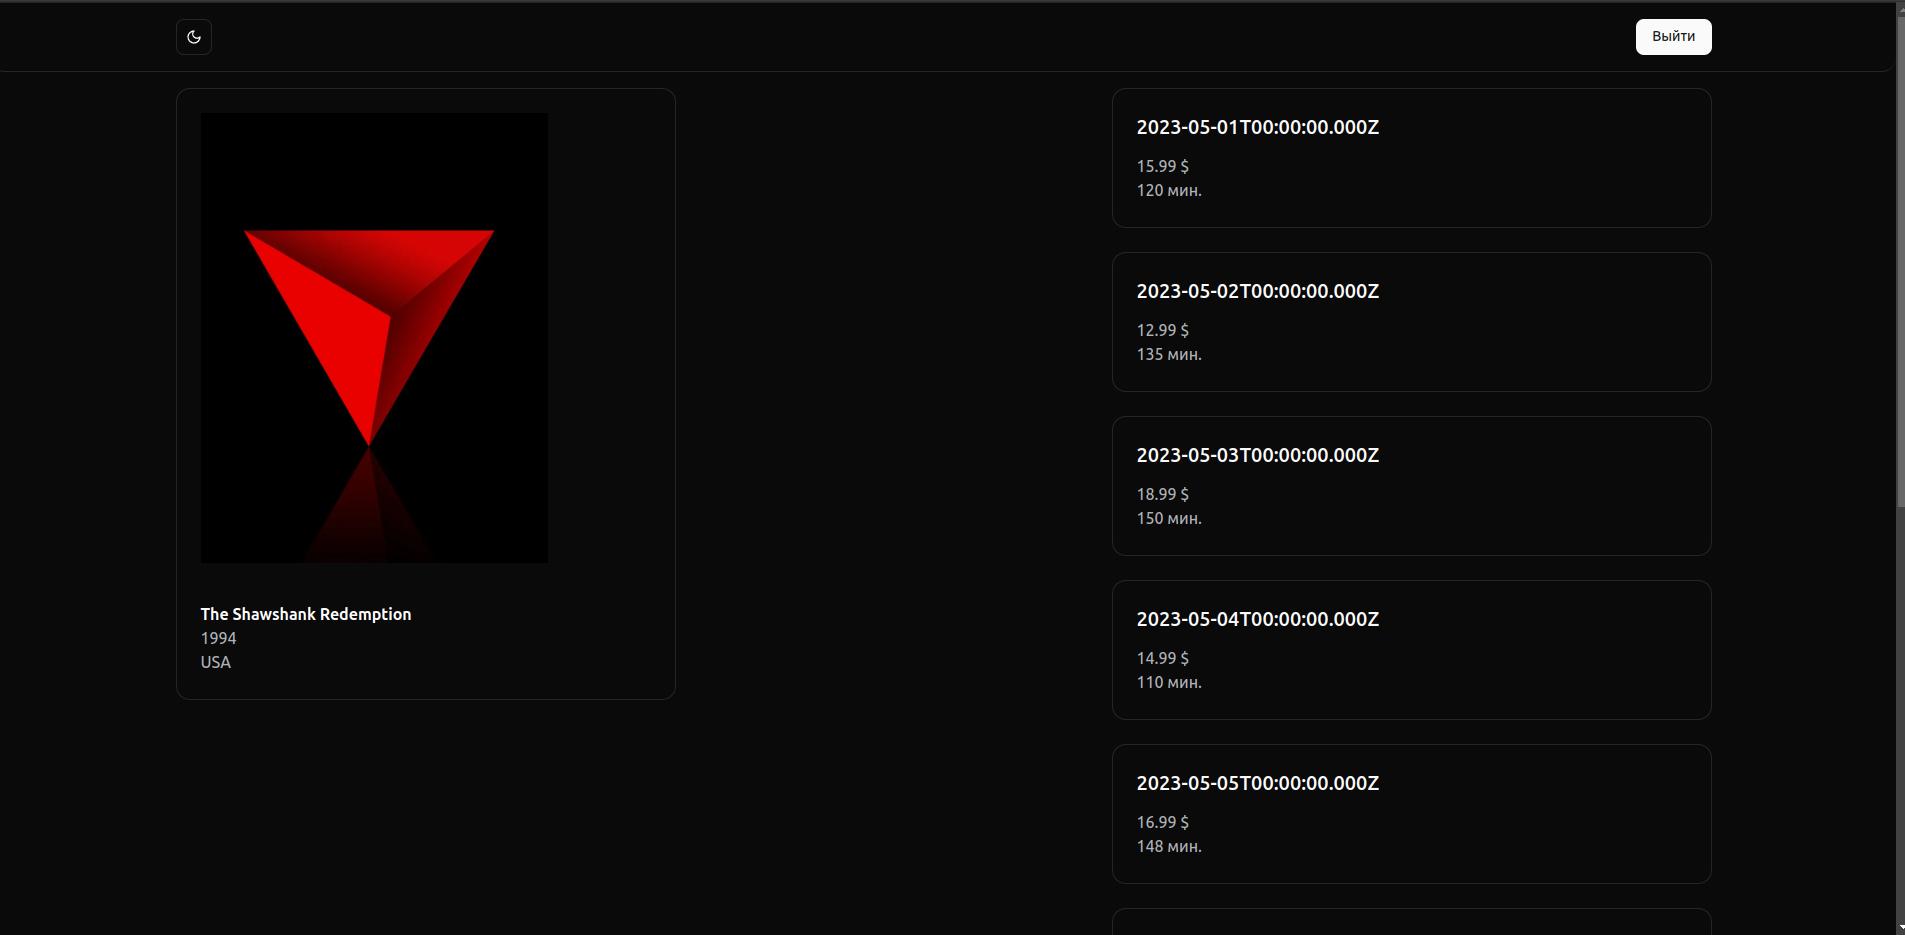 Выйти
The Shawshank Redemption
1994
USA
2023-05-01T00:00:00.000Z
15.99 $
120 мин.
2023-05-02T00:00:00.000Z
12.99 $
135 мин.
2023-05-03T00:00:00.000Z
18.99 $
150 мин.
2023-05-04T00:00:00.000Z
14.99 $
110 мин.
2023-05-05T00:00:00.000Z
16.99 $
148 мин.